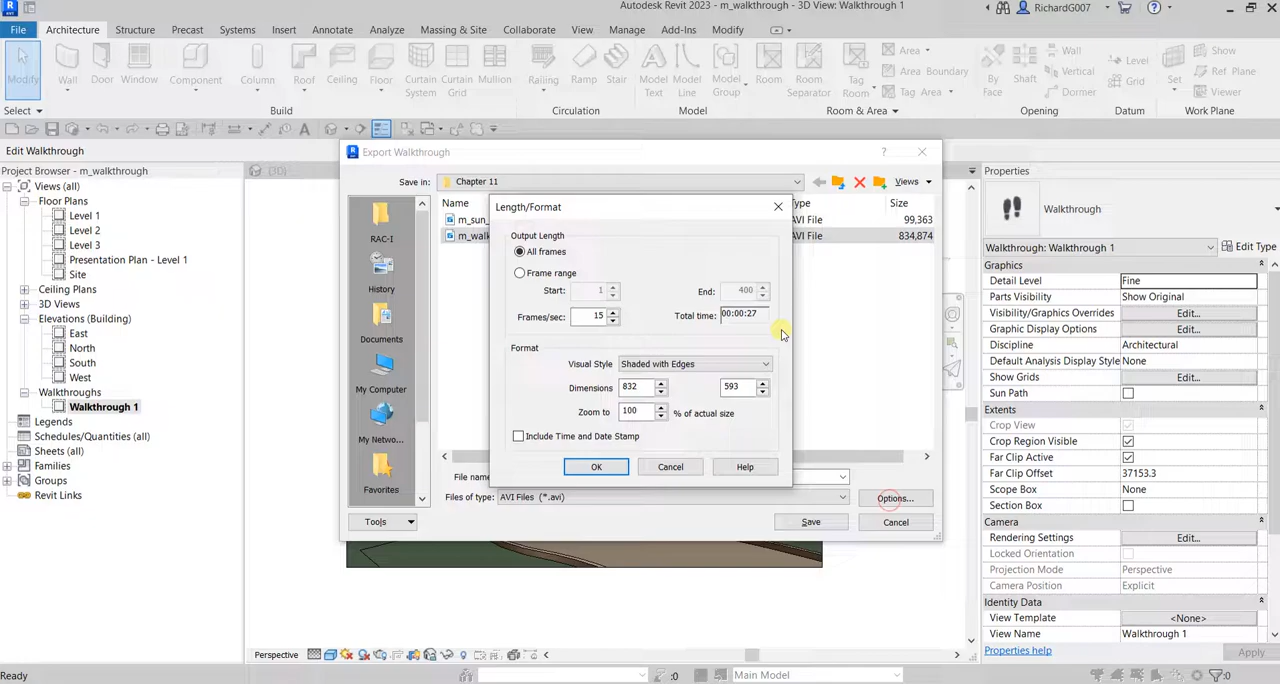 Autodesk Revit 2023 - m_walkthrough - 3D View: Walkthrough 1
RichardG007
File Architecture Structure Precast Systems Insert Annotate Analyze Massing & Site Collaborate View Manage Add-Ins Modify
Modify Wall Door Window Component Column Roof Ceiling Floor Curtain System Curtain Grid Mullion Railing Ramp Stair Model Text Model Line Model Group Room Room Separator Tag Room Area Area Boundary Tag Area By Face Shaft Wall Vertical Dormer Level Grid Set Show Ref Plane Viewer
Select Build Circulation Model Room & Area Opening Datum Work Plane
Edit Walkthrough
Project Browser - m_walkthrough
Views (all)
Floor Plans
Level 1
Level 2
Level 3
Presentation Plan - Level 1
Site
Ceiling Plans
3D Views
Elevations (Building)
East
North
South
West
Walkthroughs
Walkthrough 1
Legends
Schedules/Quantities (all)
Sheets (all)
Families
Groups
Revit Links
{3D}
Export Walkthrough
Save in: Chapter 11 Views
RAC-I
History
Documents
My Computer
My Netwo...
Favorites
Name Size
m_sun_ AVI File 99,363
AVI File 834,874
Files of type: AVI Files (*.avi) Options...
Tools Save Cancel
Length/Format
Output Length
All frames
Frame range
Start: 1 End: 400
Frames/sec: 15 Total time: 00:00:27
Format
Visual Style Shaded with Edges
Dimensions 832 593
Zoom to 100 % of actual size
Include Time and Date Stamp
OK Cancel Help
Properties
Walkthrough
Walkthrough: Walkthrough 1 Edit Type
Graphics
Detail Level Fine
Parts Visibility Show Original
Visibility/Graphics Overrides Edit...
Graphic Display Options Edit...
Discipline Architectural
Default Analysis Display Style None
Show Grids Edit...
Sun Path
Extents
Crop View
Crop Region Visible
Far Clip Active
Far Clip Offset 37153.3
Scope Box None
Section Box
Camera
Rendering Settings Edit...
Locked Orientation
Projection Mode Perspective
Camera Position Explicit
Identity Data
View Template <None>
View Name Walkthrough 1
Properties help Apply
Perspective
Ready :0 Main Model :0